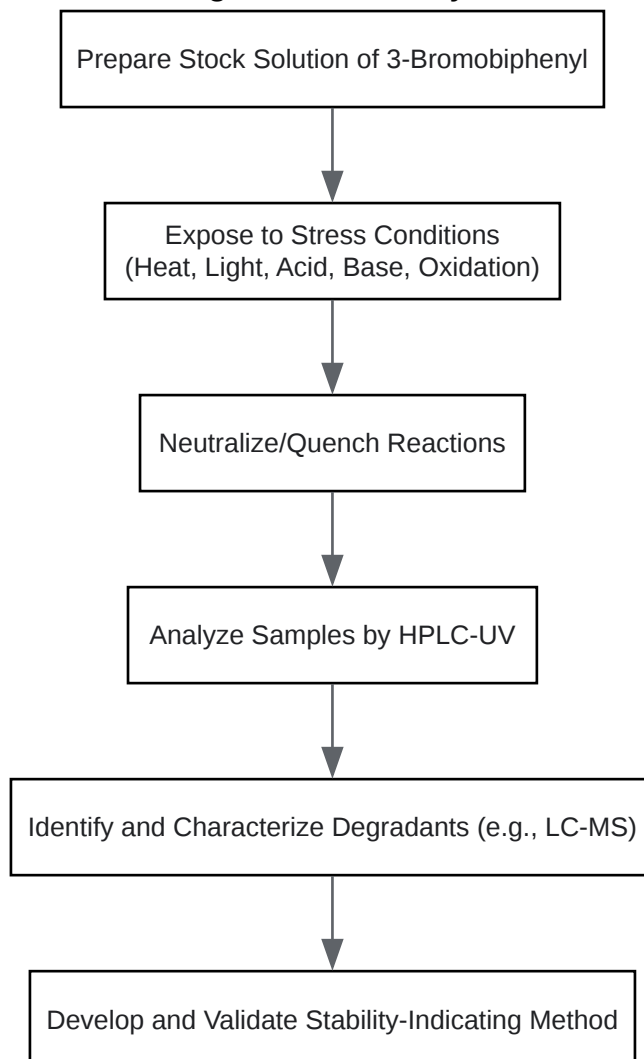 Prepare Stock Solution of 3-Bromobiphenyl
Expose to Stress Conditions
(Heat, Light, Acid, Base, Oxidation)
Neutralize/Quench Reactions
Analyze Samples by HPLC-UV
Identify and Characterize Degradants (e.g., LC-MS)
Develop and Validate Stability-Indicating Method